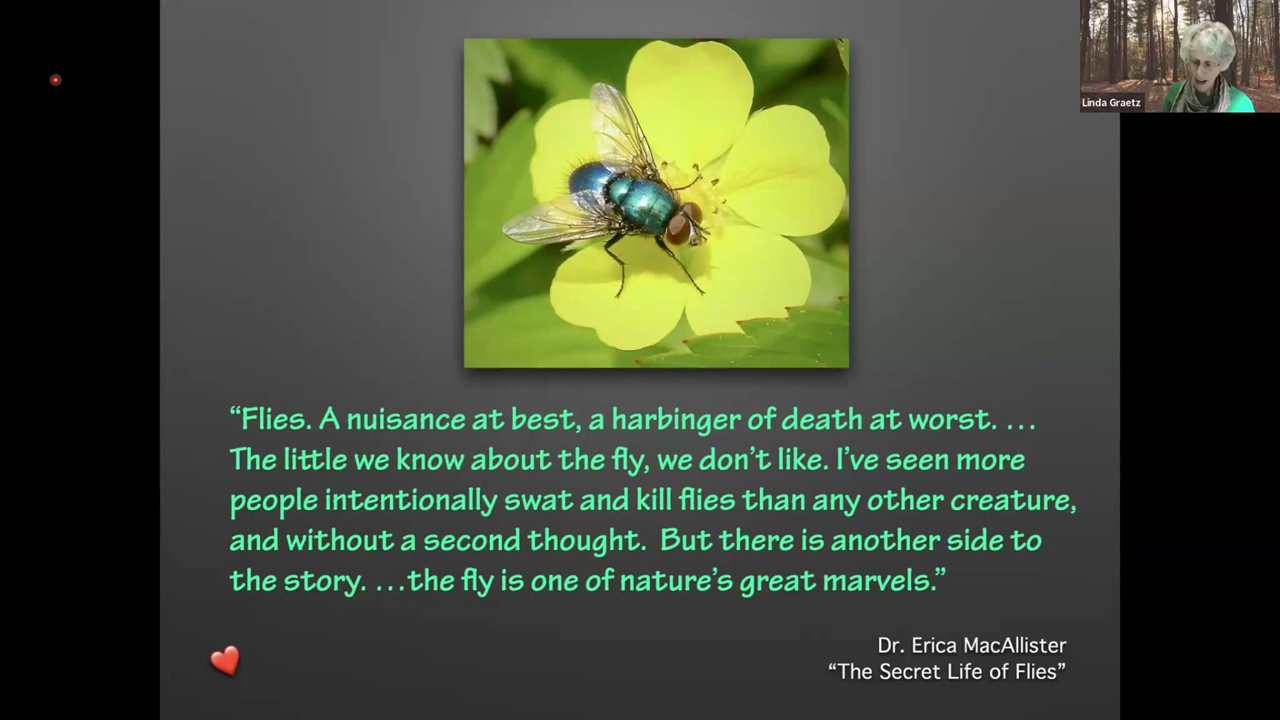 Linda Graetz
“Flies. A nuisance at best, a harbinger of death at worst. …
The little we know about the fly, we don’t like. I’ve seen more
people intentionally swat and kill flies than any other creature,
and without a second thought.  But there is another side to
the story. …the fly is one of nature’s great marvels.”
Dr. Erica MacAllister
“The Secret Life of Flies”